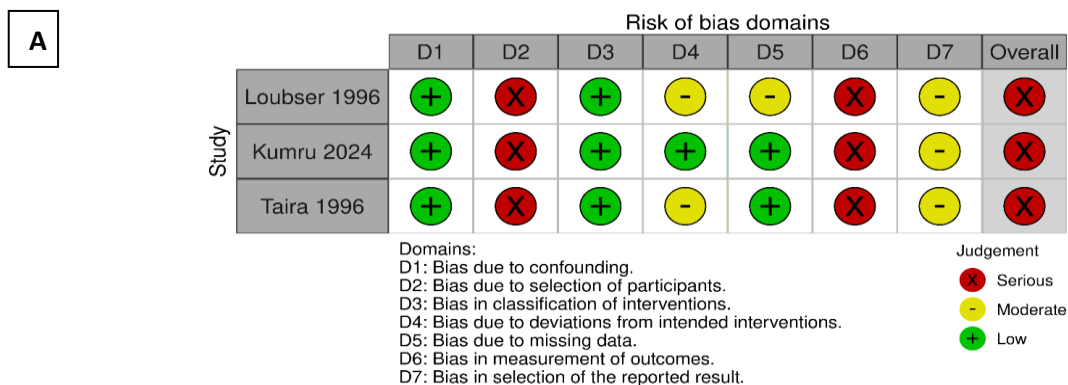 A
Risk of bias domains
D1 D2 D3 D4 D5 D6 D7 Overall
Study
Loubser 1996 + X + - - X - X
Kumru 2024 + X + + + X - X
Taira 1996 + X + - + X - X
Domains:
D1: Bias due to confounding.
D2: Bias due to selection of participants.
D3: Bias in classification of interventions.
D4: Bias due to deviations from intended interventions.
D5: Bias due to missing data.
D6: Bias in measurement of outcomes.
D7: Bias in selection of the reported result.
Judgement
X Serious
- Moderate
+ Low